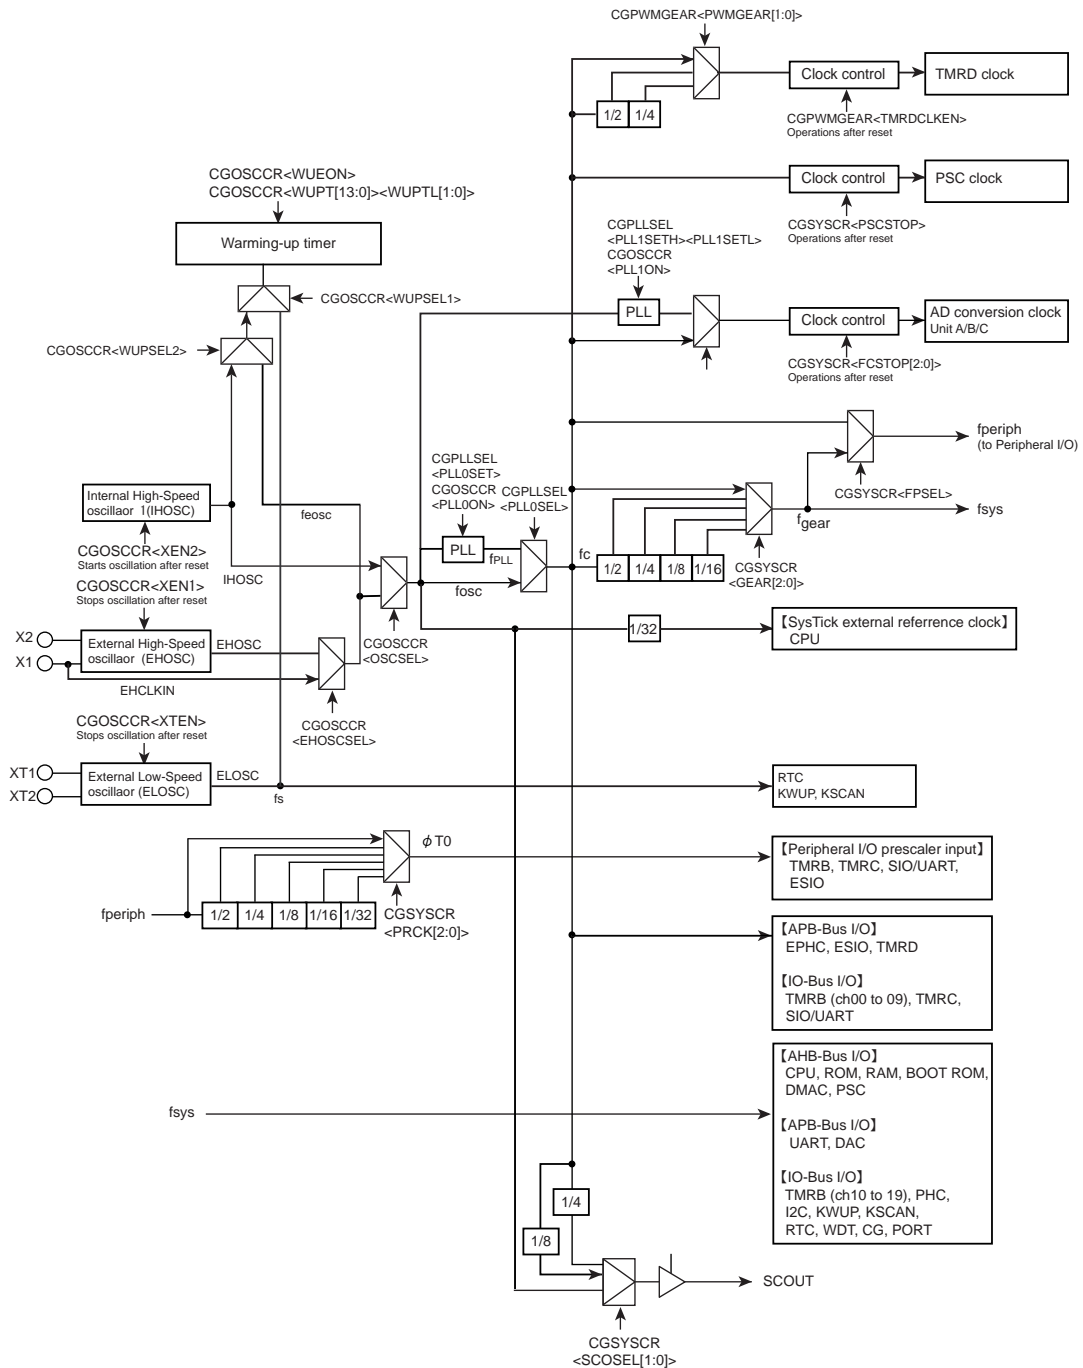 CGPWMGEAR<PWMGEAR[1:0]>
Clock control
TMRD clock
1/2
1/4
CGPWMGEAR<TMRDCLKEN>
Operations after reset
CGOSCCR<WUEON>
CGOSCCR<WUPT[13:0]><WUPTL[1:0]>
Clock control
PSC clock
CGSYSCR<PSCSTOP>
Operations after reset
Warming-up timer
CGPLLSEL
<PLL1SETH><PLL1SETL>
CGOSCCR
<PLL1ON>
CGOSCCR<WUPSEL1>
PLL
Clock control
AD conversion clock
Unit A/B/C
CGOSCCR<WUPSEL2>
CGSYSCR<FCSTOP[2:0]>
Operations after reset
fperiph
(to Peripheral I/O)
CGPLLSEL
<PLL0SET>
CGOSCCR
<PLL0ON>
CGPLLSEL
<PLL0SEL>
CGSYSCR<FPSEL>
Internal High-Speed
oscillaor 1(IHOSC)
feosc
fgear
fsys
CGOSCCR<XEN2>
Starts oscillation after reset
PLL
fPLL
fc
1/2
1/4
1/8
1/16
CGSYSCR
<GEAR[2:0]>
IHOSC
fosc
CGOSCCR<XEN1>
Stops oscillation after reset
X2
X1
External High-Speed
oscillaor (EHOSC)
EHOSC
EHCLKIN
CGOSCCR
<OSCSEL>
1/32
【SysTick external referrence clock】
CPU
CGOSCCR
<EHOSCSEL>
CGOSCCR<XTEN>
Stops oscillation after reset
XT1
XT2
External Low-Speed
oscillaor (ELOSC)
ELOSC
fs
RTC
KWUP, KSCAN
ϕT0
【Peripheral I/O prescaler input】
TMRB, TMRC, SIO/UART,
ESIO
fperiph
1/2
1/4
1/8
1/16
1/32
CGSYSCR
<PRCK[2:0]>
【APB-Bus I/O】
EPHC, ESIO, TMRD
【IO-Bus I/O】
TMRB (ch00 to 09), TMRC,
SIO/UART
fsys
【AHB-Bus I/O】
CPU, ROM, RAM, BOOT ROM,
DMAC, PSC
【APB-Bus I/O】
UART, DAC
【IO-Bus I/O】
TMRB (ch10 to 19), PHC,
I2C, KWUP, KSCAN,
RTC, WDT, CG, PORT
1/4
1/8
SCOUT
CGSYSCR
<SCOSEL[1:0]>